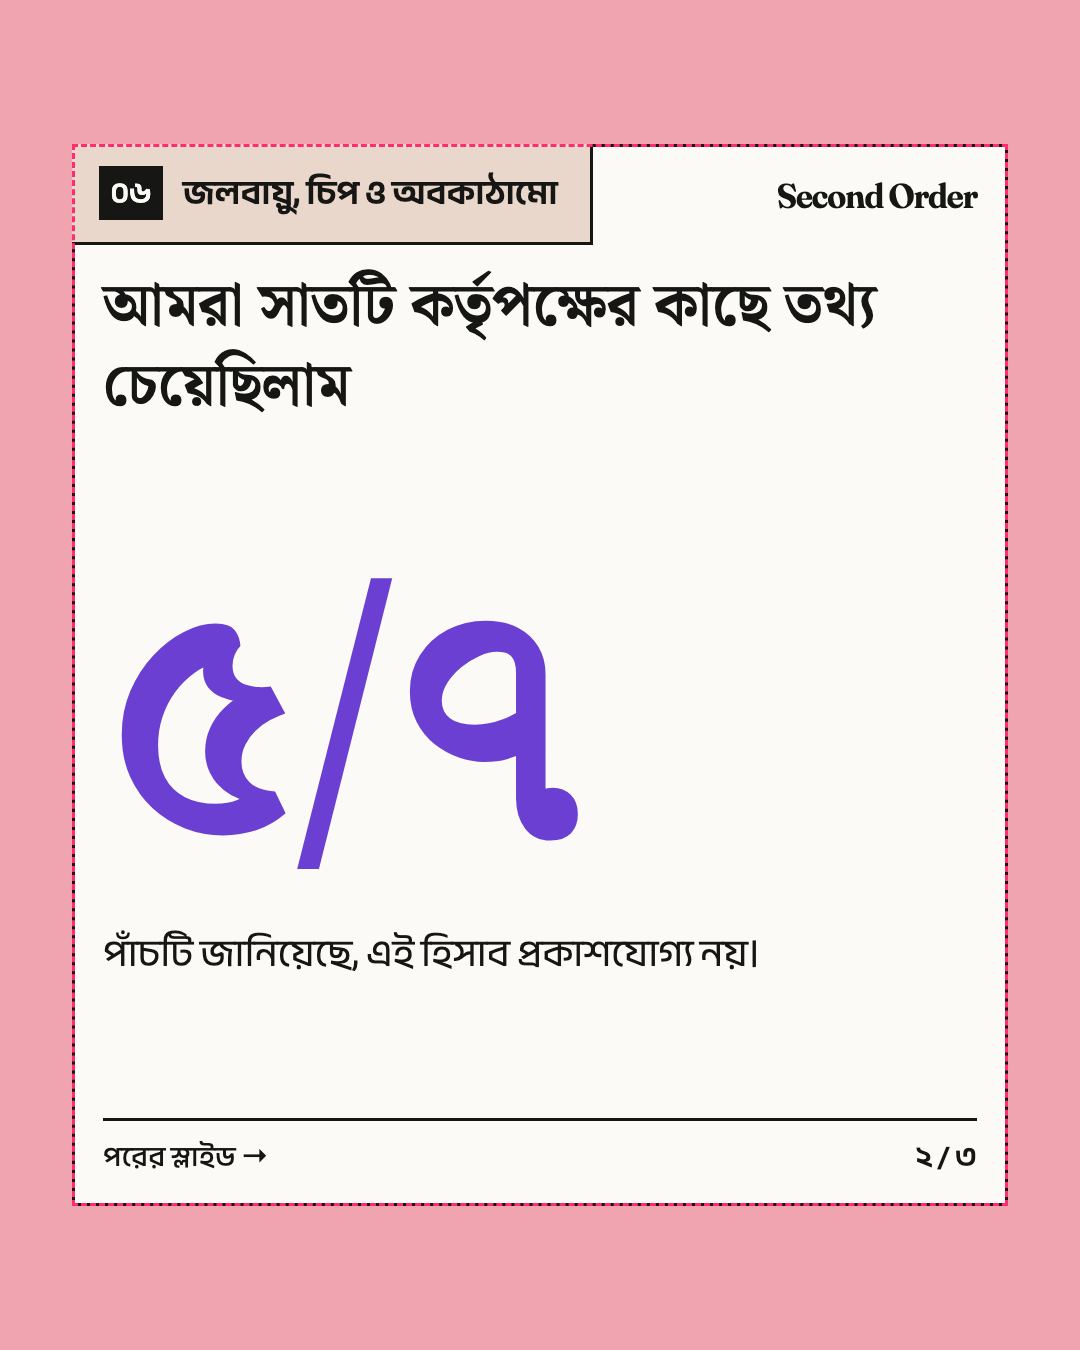 ০৬ জলবায়ু, চিপ ও অবকাঠামো
Second Order
আমরা সাতটি কর্তৃপক্ষের কাছে তথ্য
চেয়েছিলাম
৫/৭
পাঁচটি জানিয়েছে, এই হিসাব প্রকাশযোগ্য নয়।
পরের স্লাইড →
২ / ৩